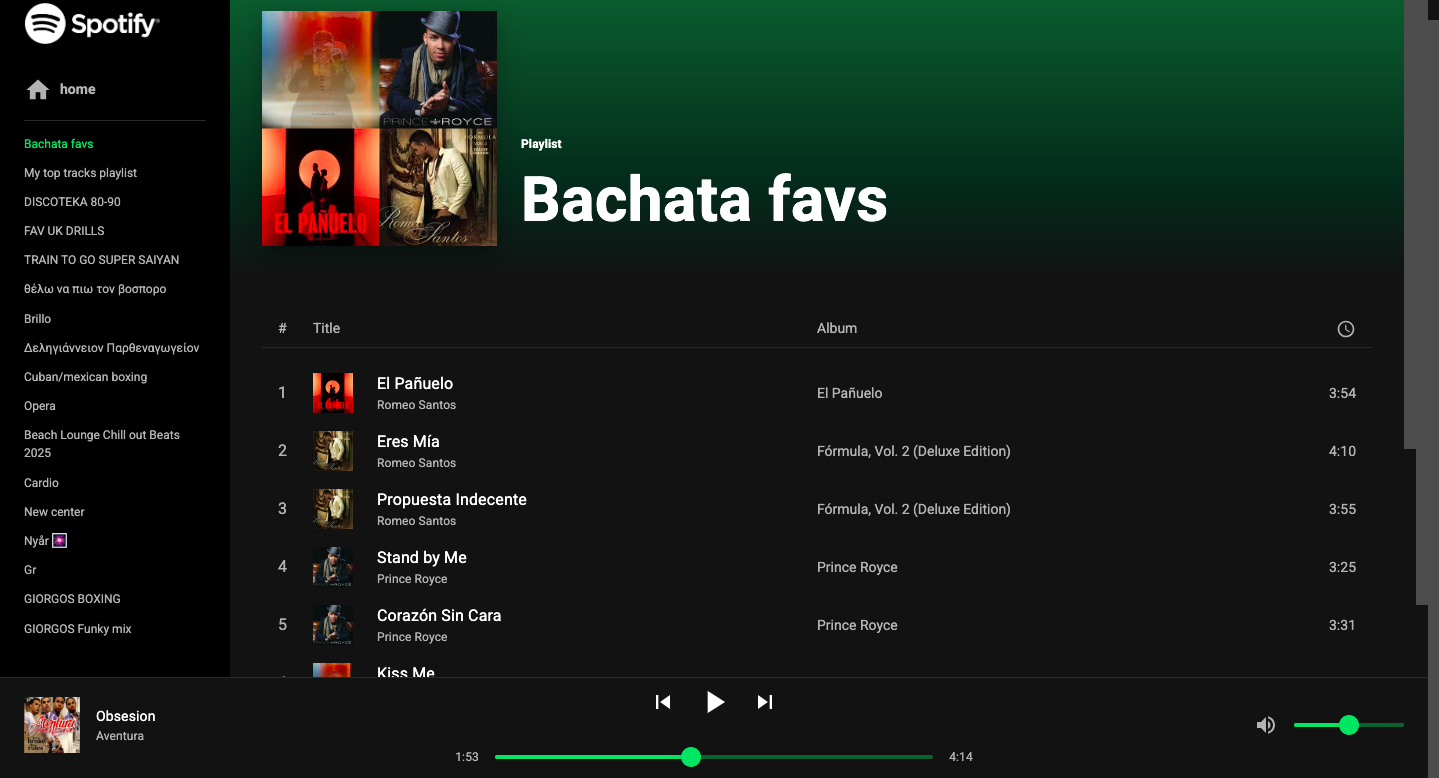 Spotify®
home
Bachata favs
My top tracks playlist
DISCOTEKA 80-90
FAV UK DRILLS
TRAIN TO GO SUPER SAIYAN
θέλω να πιω τον βοσπορο
Brillo
Δεληγιάννειον Παρθεναγωγείον
Cuban/mexican boxing
Opera
Beach Lounge Chill out Beats
2025
Cardio
New center
Nyår 🎆
Gr
GIORGOS BOXING
GIORGOS Funky mix
PRINCE ROYCE
EL PAÑUELO
FÓRMULA
VOL. 2
Romeo
Santos
Playlist
Bachata favs
# Title Album
1 El Pañuelo El Pañuelo 3:54
Romeo Santos
2 Eres Mía Fórmula, Vol. 2 (Deluxe Edition) 4:10
Romeo Santos
3 Propuesta Indecente Fórmula, Vol. 2 (Deluxe Edition) 3:55
Romeo Santos
4 Stand by Me Prince Royce 3:25
Prince Royce
5 Corazón Sin Cara Prince Royce 3:31
Prince Royce
Kiss Me
Aventura
Obsesion
Aventura
1:53 4:14